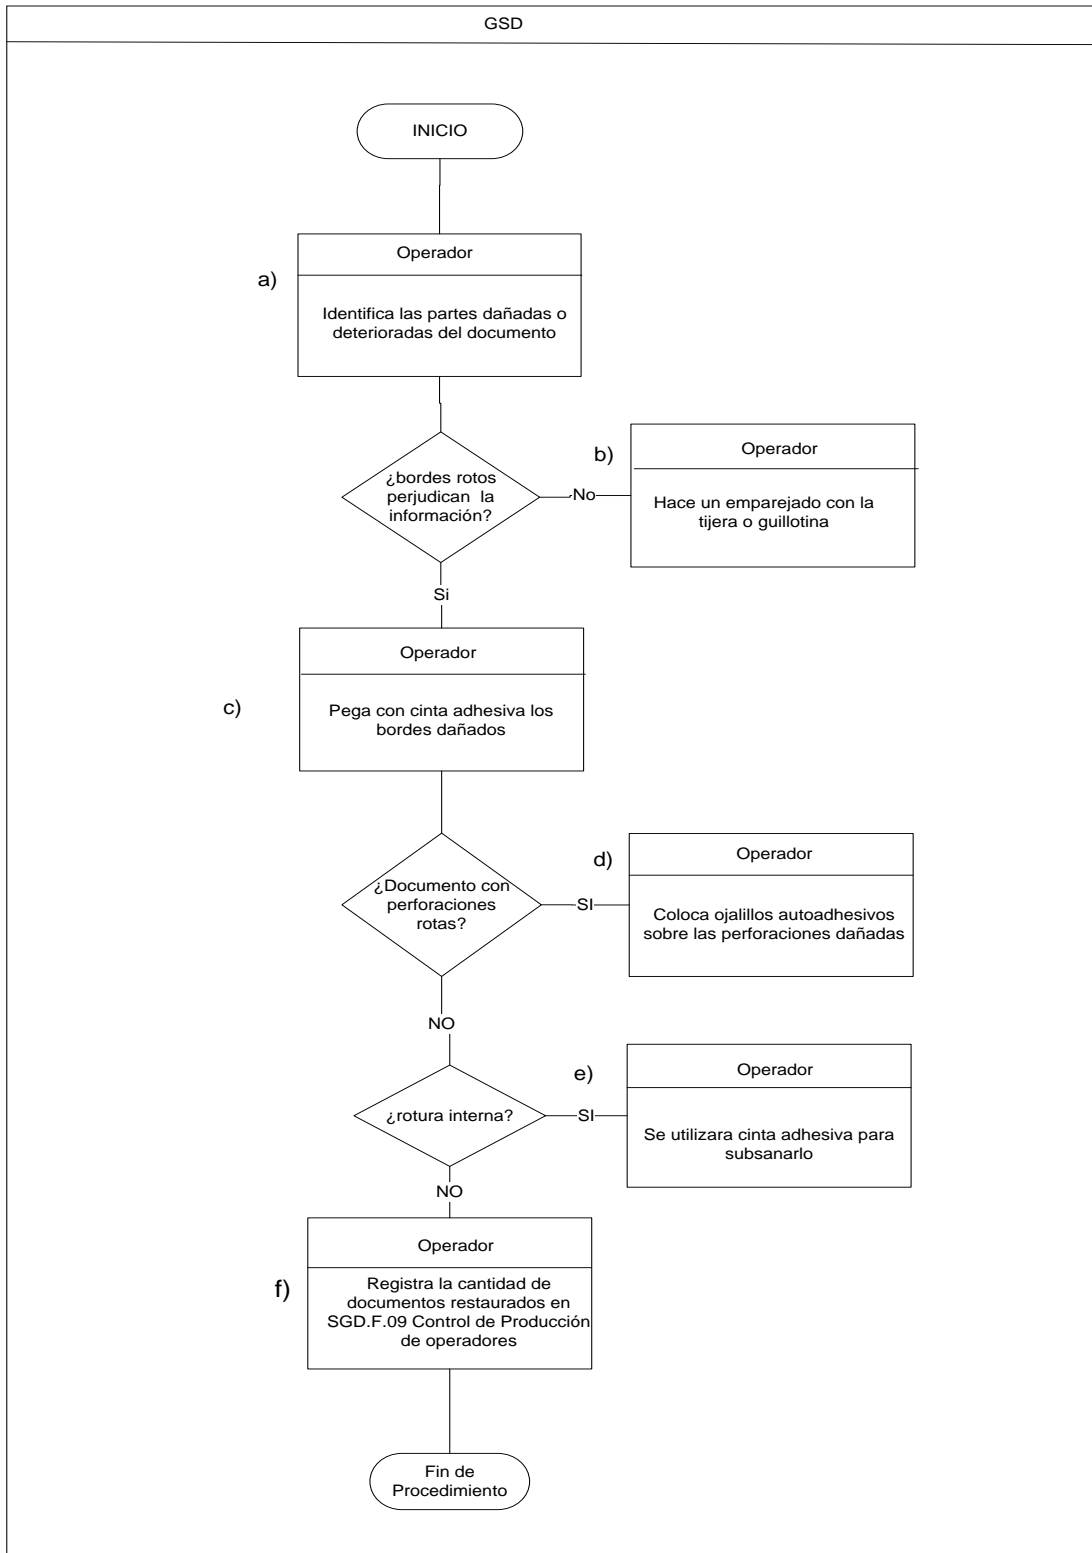 GSD
INICIO
Operador
a)
Identifica las partes dañadas o
deterioradas del documento
¿bordes rotos
perjudican la
información?
No
b)
Operador
Hace un emparejado con la
tijera o guillotina
Si
Operador
c)
Pega con cinta adhesiva los
bordes dañados
¿Documento con
perforaciones
rotas?
SI
d)
Operador
Coloca ojalillos autoadhesivos
sobre las perforaciones dañadas
NO
¿rotura interna?
SI
e)
Operador
Se utilizara cinta adhesiva para
subsanarlo
NO
Operador
f)
Registra la cantidad de
documentos restaurados en
SGD.F.09 Control de Producción
de operadores
Fin de
Procedimiento